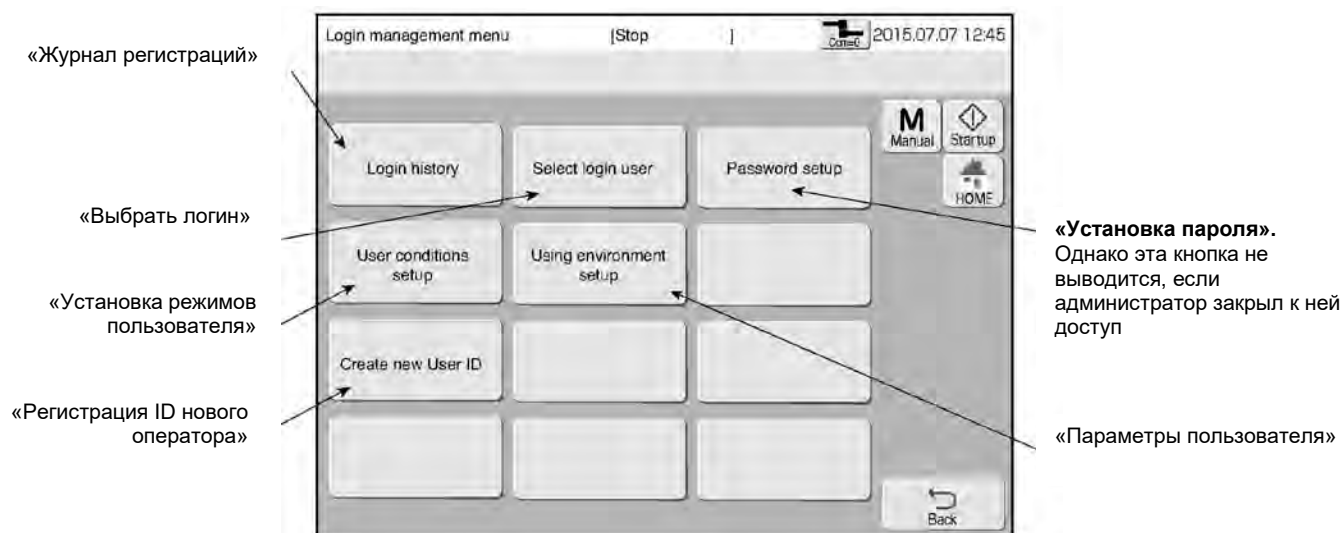 Login management menu [Stop ] Com=0 2015.07.07 12:45
«Журнал регистраций»
M
Manual
Startup
Login history
Select login user
Password setup
HOME
«Выбрать логин»
«Установка пароля».
Однако эта кнопка не
выводится, если
администратор закрыл к ней
доступ
User conditions
setup
Using environment
setup
«Установка режимов
пользователя»
Create new User ID
«Регистрация ID нового
оператора»
«Параметры пользователя»
Back